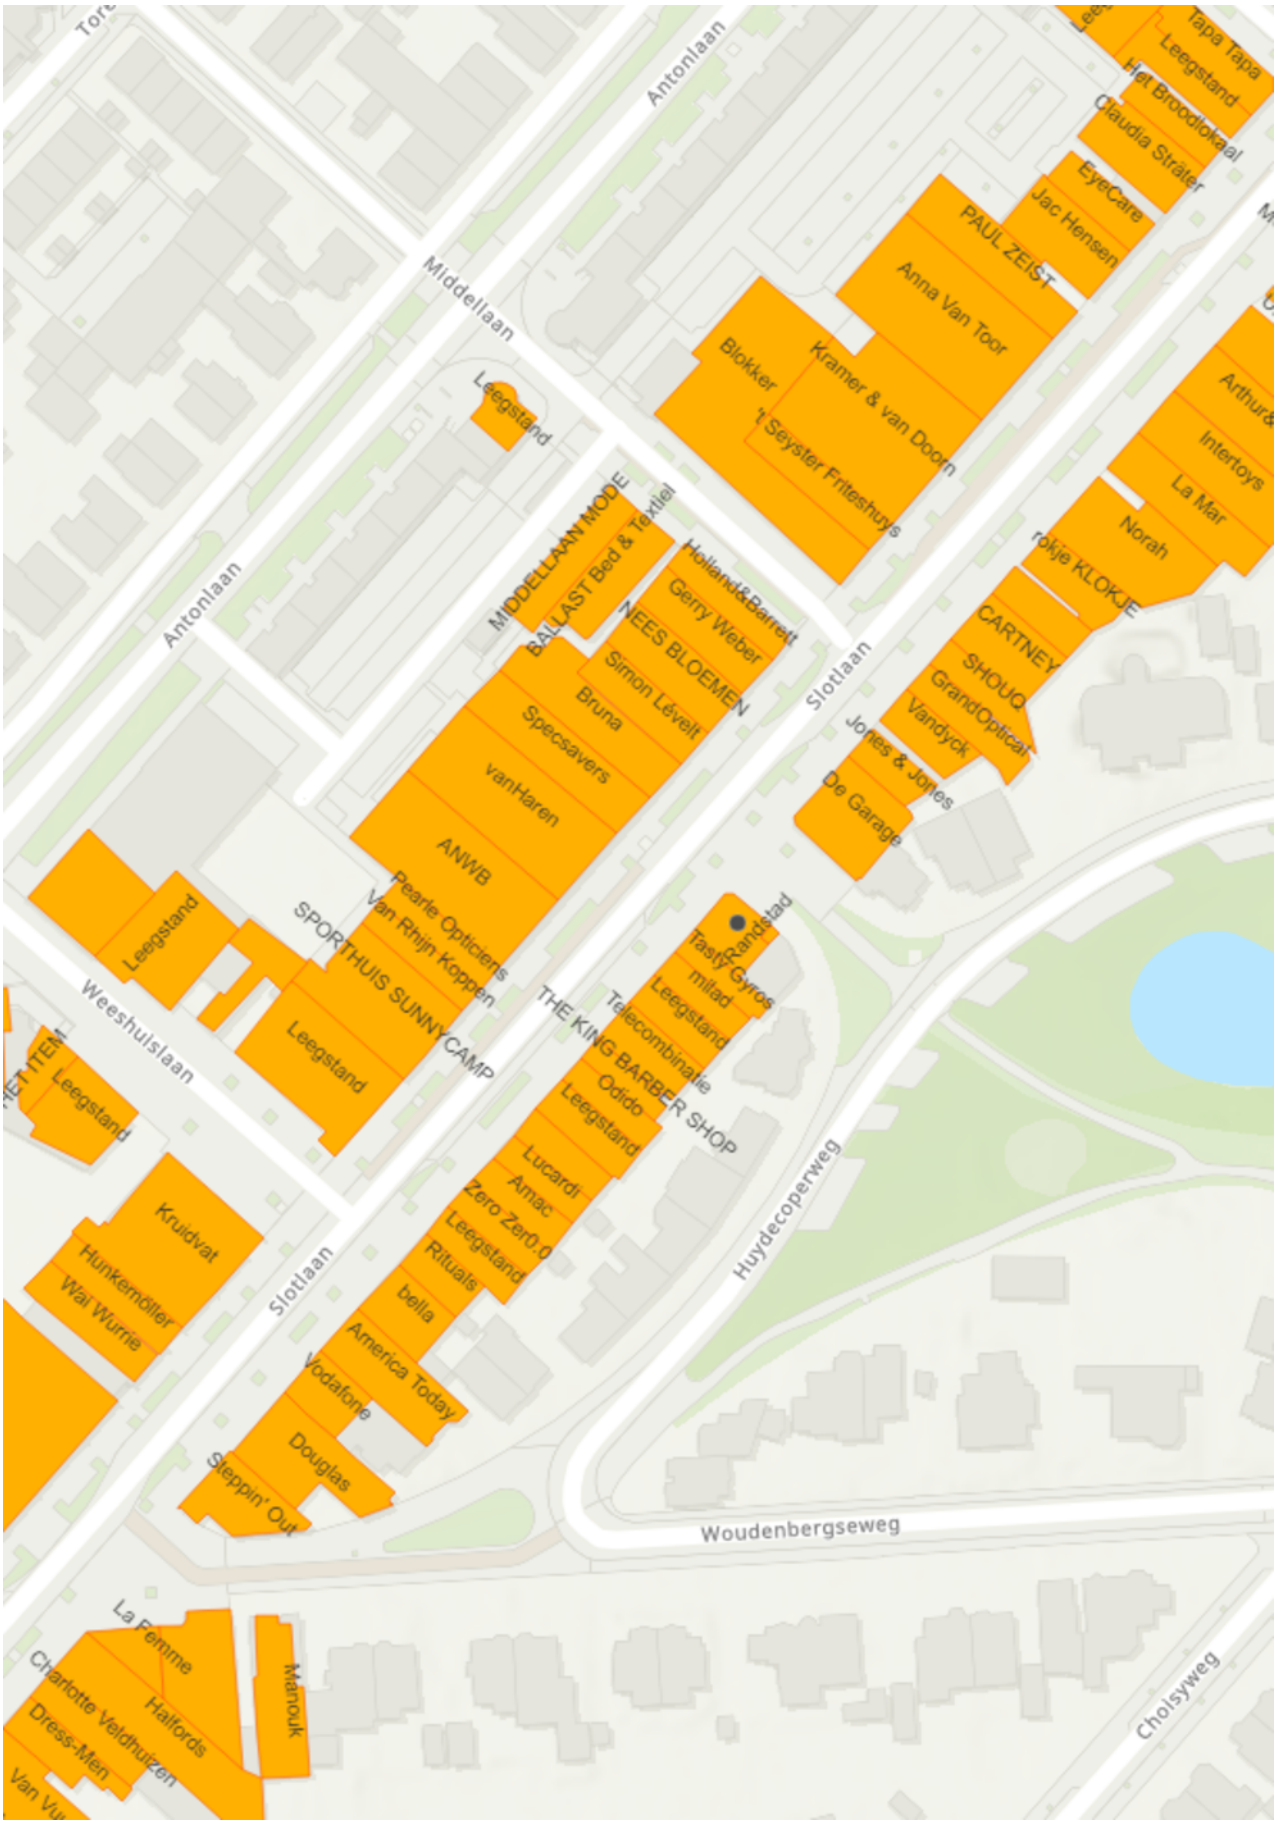 Antonlaan
Tapa Tapa
Leegstand
Het Broodlokaal
Claudia Sträter
EyeCare
Jac Hensen
PAUL ZEIST
Anna Van Toor
Middellaan
Blokker
Kramer & van Doorn
't Seyster Friteshuys
Leegstand
Intertoys
La Mar
Norah
rokje KLOKJE
MIDDELLAAN MODE
BALLAST Bed & Textiel
Holland&Barrett
Gerry Weber
NEES BLOEMEN
Simon Lévelt
Bruna
Specsavers
vanHaren
ANWB
Antonlaan
Slotlaan
CARTNEY
SHOUQ
GrandOptical
Vandyck
Jones & Jones
De Garage
Pearle Opticiens
Van Rhijn Koppen
SPORTHUIS SUNNYCAMP
Leegstand
Leegstand
Weeshuislaan
HET ITEM
Leegstand
Randstad
Tasty Gyros
milad
Leegstand
Telecombinatie
THE KING BARBER SHOP
Odido
Leegstand
Lucardi
Amac
Zero Zer0.0
Leegstand
Rituals
bella
America Today
Vodafone
Douglas
Steppin' Out
Kruidvat
Hunkemöller
Wai Wurrie
Slotlaan
Huydecoperweg
Woudenbergseweg
Choisyweg
La Femme
Manouk
Halfords
Charlotte Veldhuizen
Dress-Men